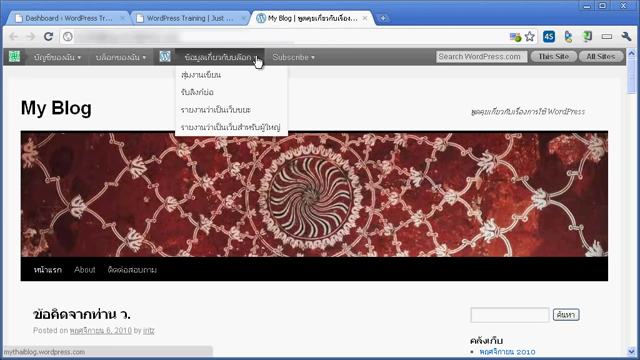 Dashboard ‹ WordPress Tra
WordPress Training | Just
My Blog | พูดคุยเกี่ยวกับเรื่อง...
บัญชีของฉัน
บล็อกของฉัน
ข้อมูลเกี่ยวกับบล็อก
Subscribe
Search WordPress.com
This Site
All Sites
สุ่มงานเขียน
รับลิงก์ย่อ
รายงานว่าเป็นเว็บขยะ
รายงานว่าเป็นเว็บสำหรับผู้ใหญ่
My Blog
พูดคุยเกี่ยวกับเรื่องการใช้ WordPress
หน้าแรก About ติดต่อสอบถาม
ข้อคิดจากท่าน ว.
Posted on พฤศจิกายน 6, 2010 by iritz
ค้นหา
คลังเก็บ
พฤศจิกายน 2010
mythaiblog.wordpress.com